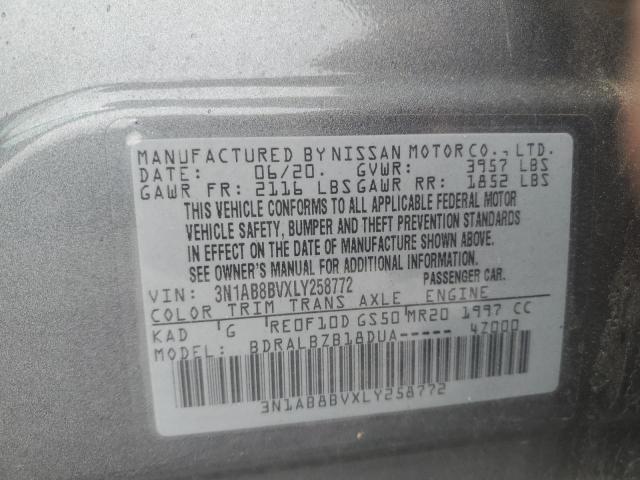 MANUFACTURED BY NISSAN MOTOR CO., LTD.
DATE: 06/20. GVWR: 3957 LBS
GAWR FR: 2116 LBS GAWR RR: 1852 LBS
THIS VEHICLE CONFORMS TO ALL APPLICABLE FEDERAL MOTOR
VEHICLE SAFETY, BUMPER AND THEFT PREVENTION STANDARDS
IN EFFECT ON THE DATE OF MANUFACTURE SHOWN ABOVE.
SEE OWNER'S MANUAL FOR ADDITIONAL INFORMATION.
VIN: 3N1AB8BVXLY258772 PASSENGER CAR.
COLOR TRIM TRANS AXLE ENGINE
KAD G RE0F10D GS50 MR20 1997 CC
MODEL: BDRALBZB18DUA----- 4Z000
3N1AB8BVXLY258772